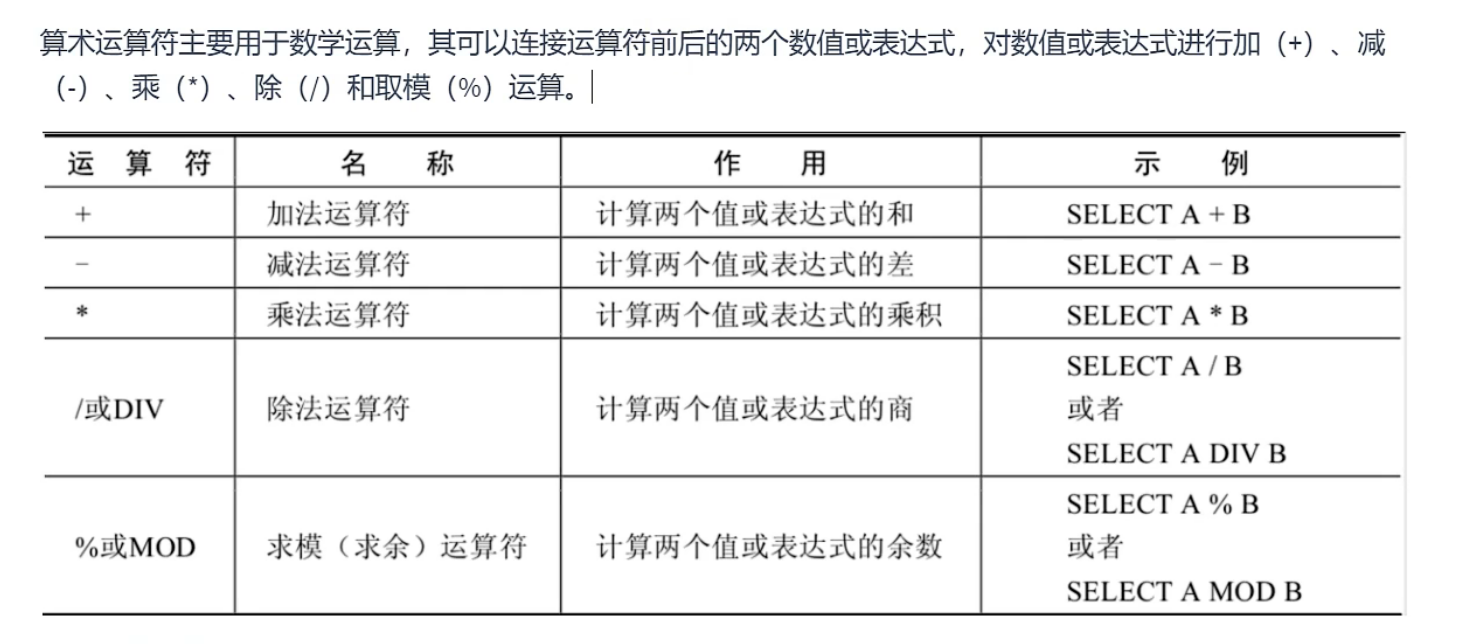 算术运算符主要用于数学运算，其可以连接运算符前后的两个数值或表达式，对数值或表达式进行加（+）、减
（-）、乘（*）、除（/）和取模（%）运算。
运 算 符 名 称 作 用 示 例
+ 加法运算符 计算两个值或表达式的和 SELECT A + B
− 减法运算符 计算两个值或表达式的差 SELECT A − B
* 乘法运算符 计算两个值或表达式的乘积 SELECT A * B
/或DIV 除法运算符 计算两个值或表达式的商 SELECT A / B
或者
SELECT A DIV B
%或MOD 求模（求余）运算符 计算两个值或表达式的余数 SELECT A % B
或者
SELECT A MOD B